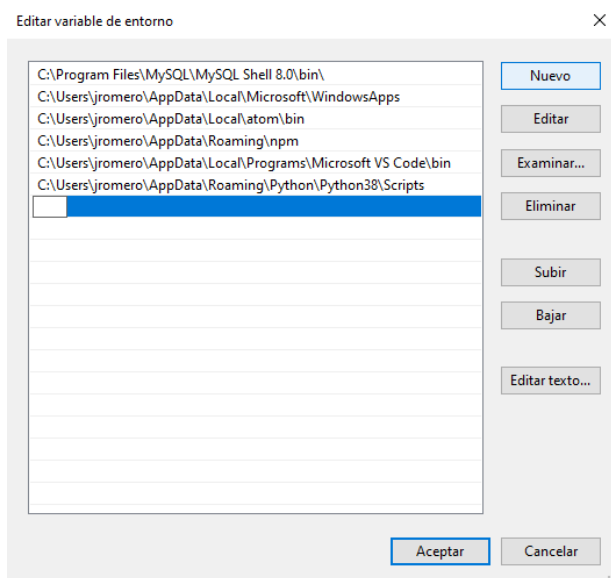 Editar variable de entorno
C:\Program Files\MySQL\MySQL Shell 8.0\bin\
C:\Users\jromero\AppData\Local\Microsoft\WindowsApps
C:\Users\jromero\AppData\Local\atom\bin
C:\Users\jromero\AppData\Roaming\npm
C:\Users\jromero\AppData\Local\Programs\Microsoft VS Code\bin
C:\Users\jromero\AppData\Roaming\Python\Python38\Scripts
Nuevo
Editar
Examinar...
Eliminar
Subir
Bajar
Editar texto...
Aceptar
Cancelar